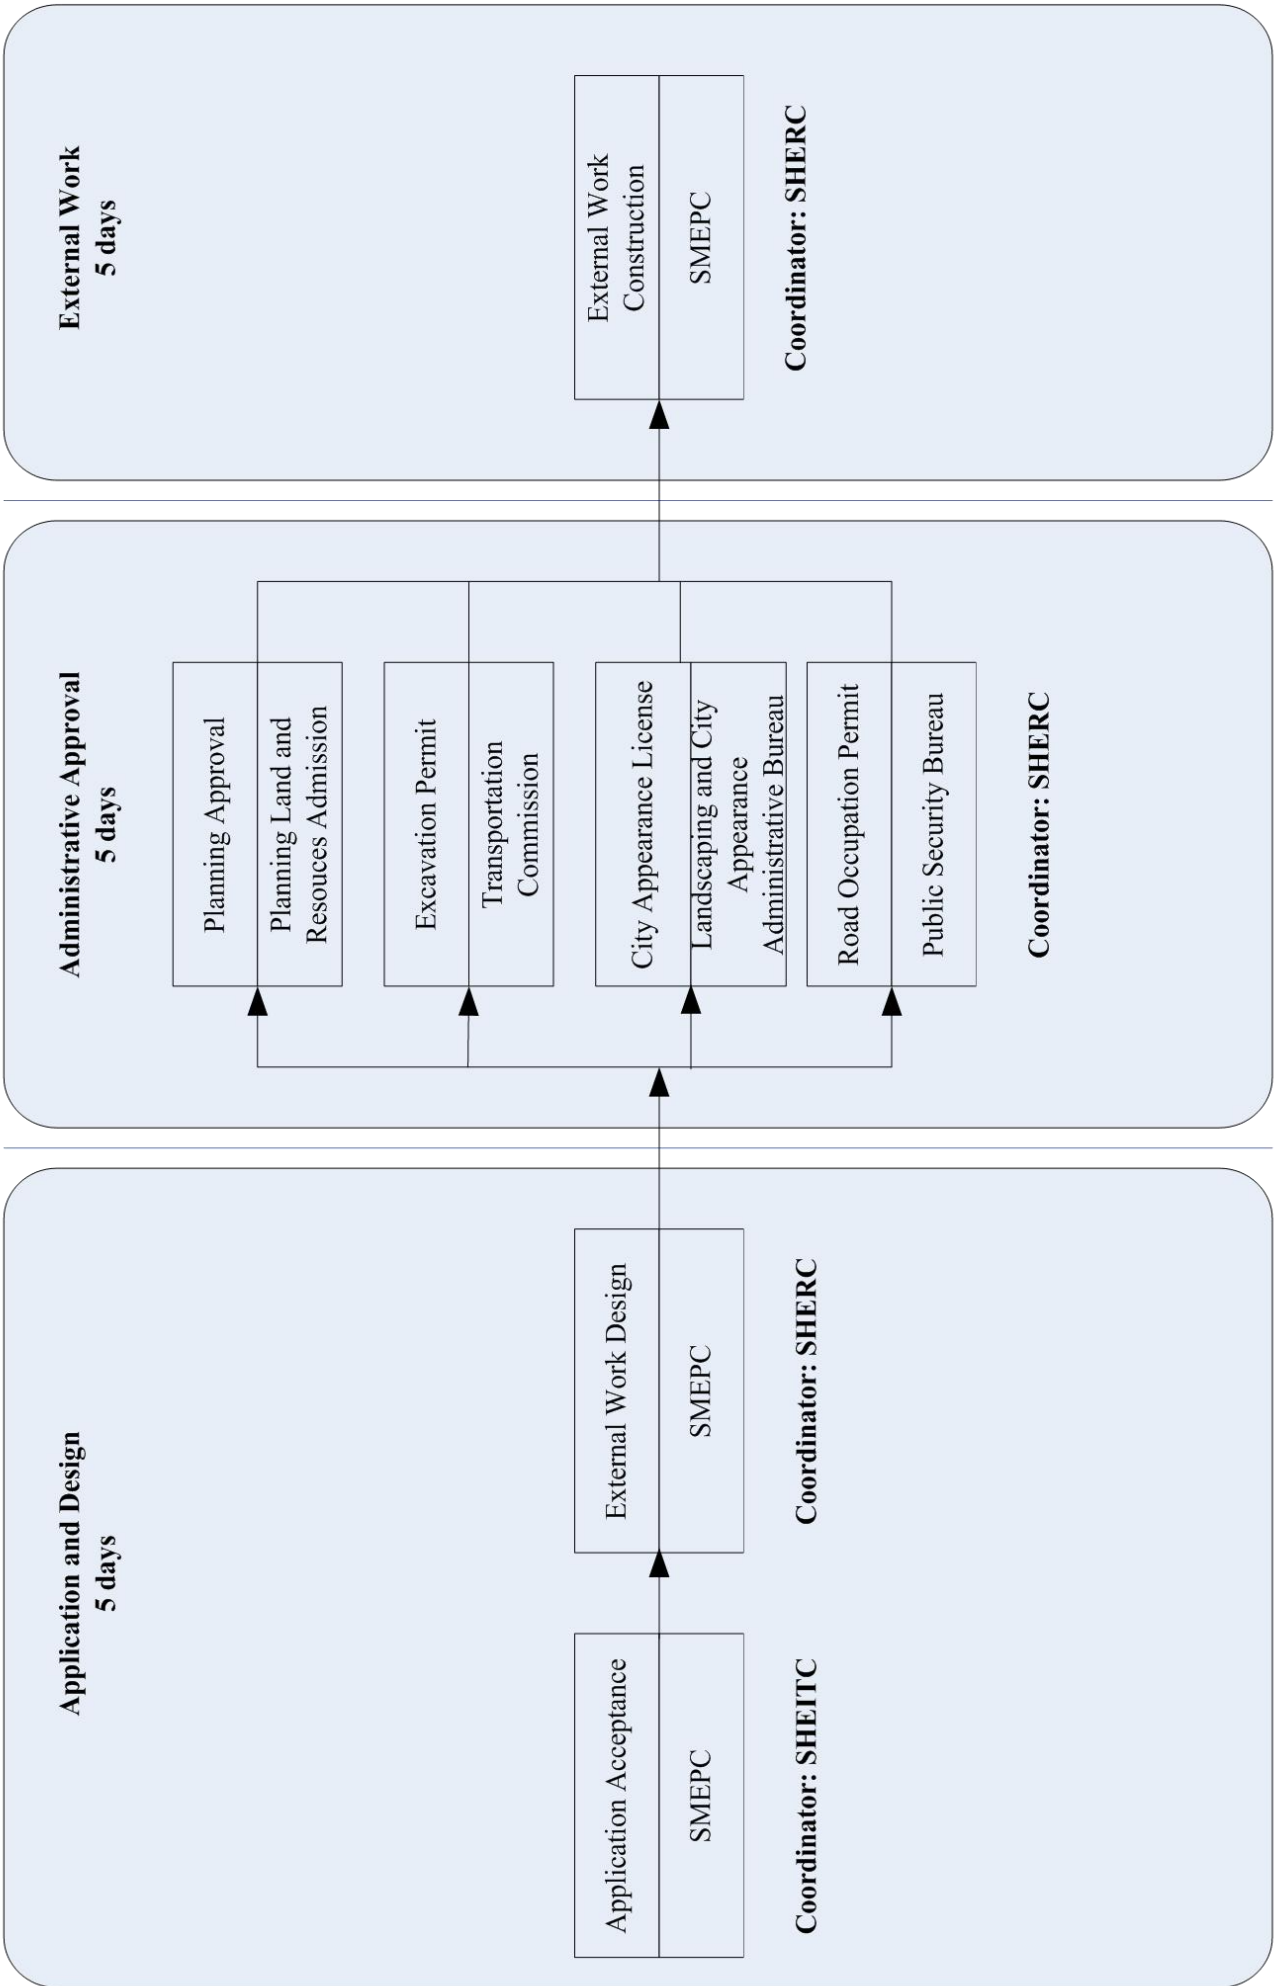 Application and Design
5 days
Application Acceptance
SMEPC
Coordinator: SHEITC
External Work Design
SMEPC
Coordinator: SHERC
Administrative Approval
5 days
Planning Approval
Planning Land and
Resouces Admission
Excavation Permit
Transportation
Commission
City Appearance License
Landscaping and City
Appearance
Administrative Bureau
Road Occupation Permit
Public Security Bureau
Coordinator: SHERC
External Work
5 days
External Work
Construction
SMEPC
Coordinator: SHERC